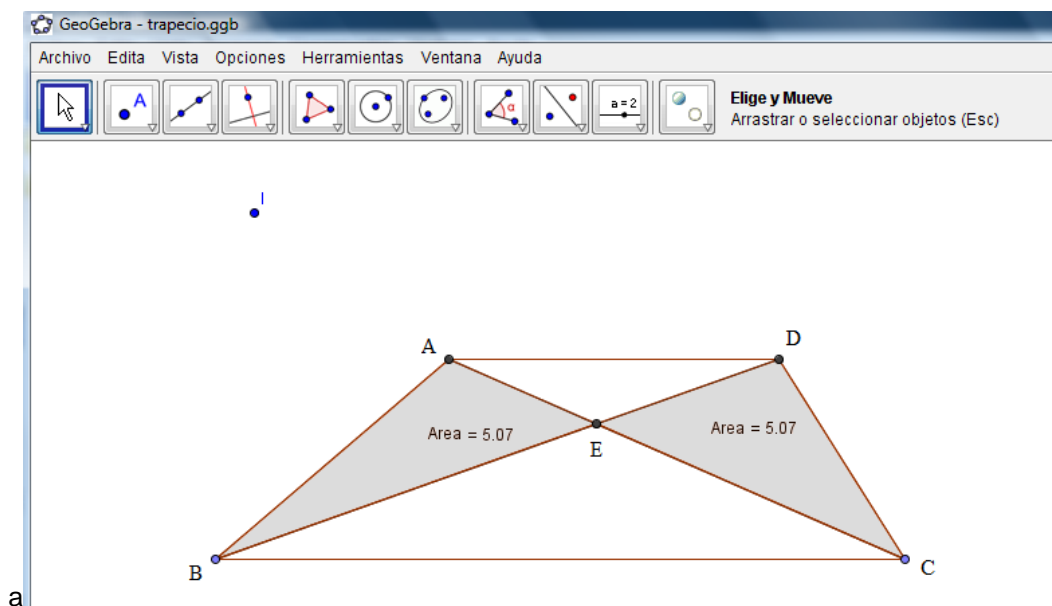 GeoGebra - trapecio.ggb
Archivo Edita Vista Opciones Herramientas Ventana Ayuda
A
α
a = 2
Elige y Mueve
Arrastrar o seleccionar objetos (Esc)
I
A
D
Area = 5.07
Area = 5.07
E
B
C
a